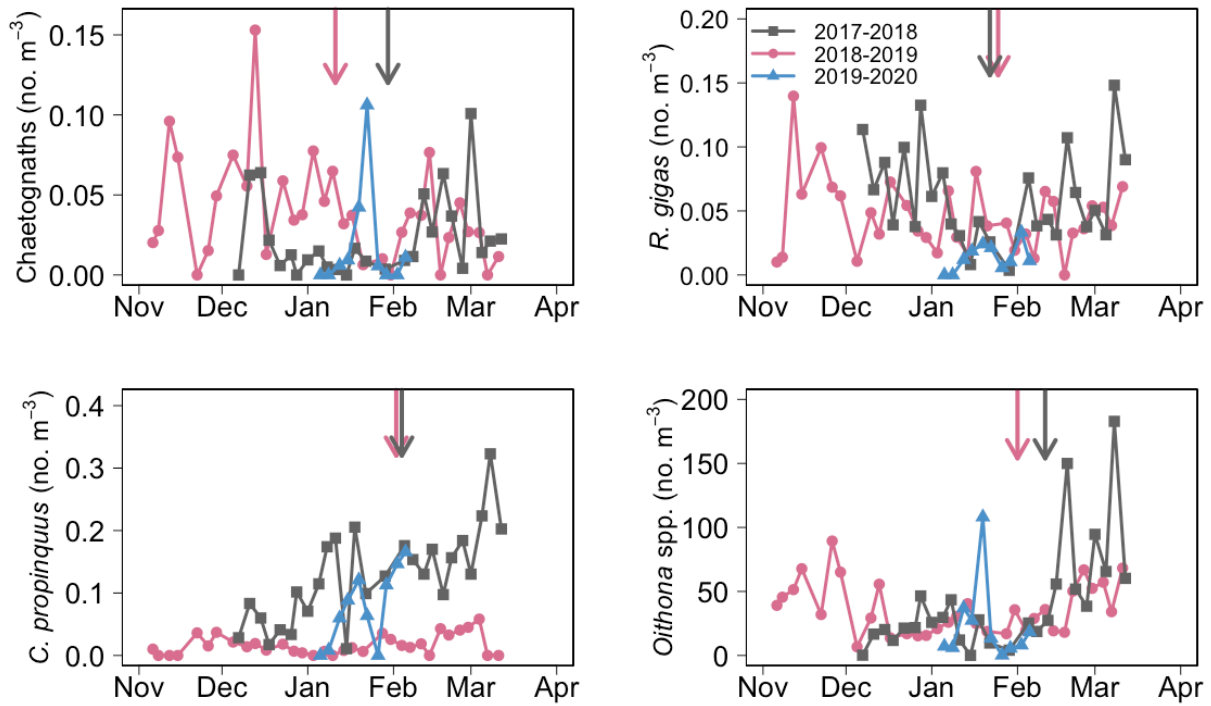 Chaetognaths (no. m⁻³)
0.15
0.10
0.05
0.00
Nov Dec Jan Feb Mar Apr
R. gigas (no. m⁻³)
0.20
0.15
0.10
0.05
0.00
2017-2018
2018-2019
2019-2020
Nov Dec Jan Feb Mar Apr
C. propinquus (no. m⁻³)
0.4
0.3
0.2
0.1
0.0
Nov Dec Jan Feb Mar Apr
Oithona spp. (no. m⁻³)
200
150
100
50
0
Nov Dec Jan Feb Mar Apr